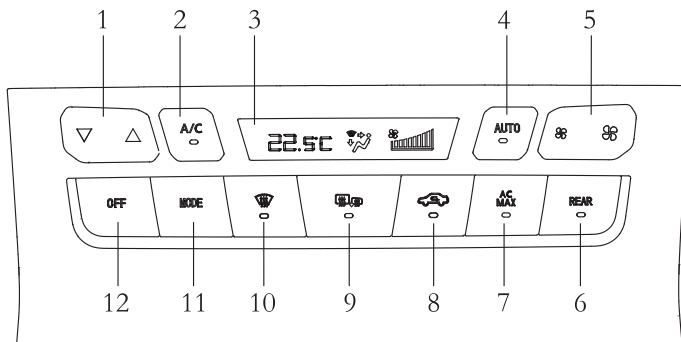 1 2 3 4 5
A/C 22.5C AUTO
OFF MODE AC MAX REAR
12 11 10 9 8 7 6